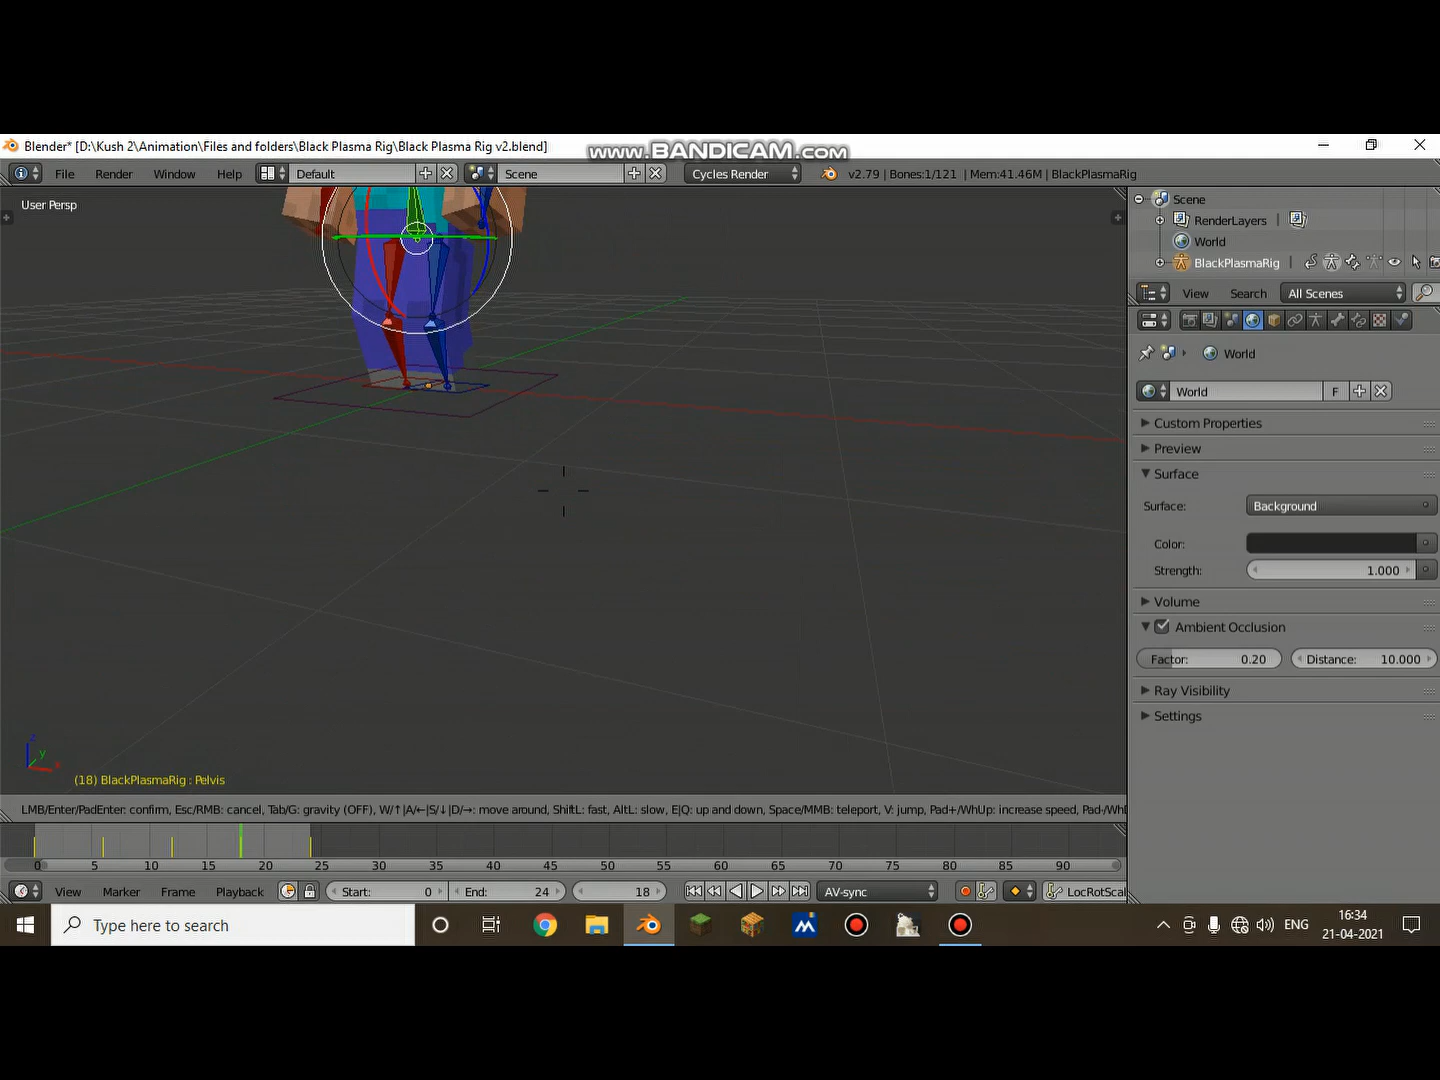 Blender* [D:\Kush 2\Animation\Files and folders\Black Plasma Rig\Black Plasma Rig v2.blend]
www.BANDICAM.com
File Render Window Help Default Scene Cycles Render v2.79 | Bones:1/121 | Mem:41.46M | BlackPlasmaRig
User Persp
Scene
RenderLayers
World
BlackPlasmaRig
View Search All Scenes
World
World F
Custom Properties
Preview
Surface
Surface: Background
Color:
Strength: 1.000
Volume
Ambient Occlusion
Factor: 0.20 Distance: 10.000
Ray Visibility
Settings
z
y
x
(18) BlackPlasmaRig : Pelvis
LMB/Enter/PadEnter: confirm, Esc/RMB: cancel, Tab/G: gravity (OFF), W/↑|A/←|S/↓|D/→: move around, ShiftL: fast, AltL: slow, E|Q: up and down, Space/MMB: teleport, V: jump, Pad+/WhUp: increase speed, Pad-/WhD
0 5 10 15 20 25 30 35 40 45 50 55 60 65 70 75 80 85 90
View Marker Frame Playback Start: 0 End: 24 18 AV-sync LocRotScal
Type here to search
ENG
16:34
21-04-2021